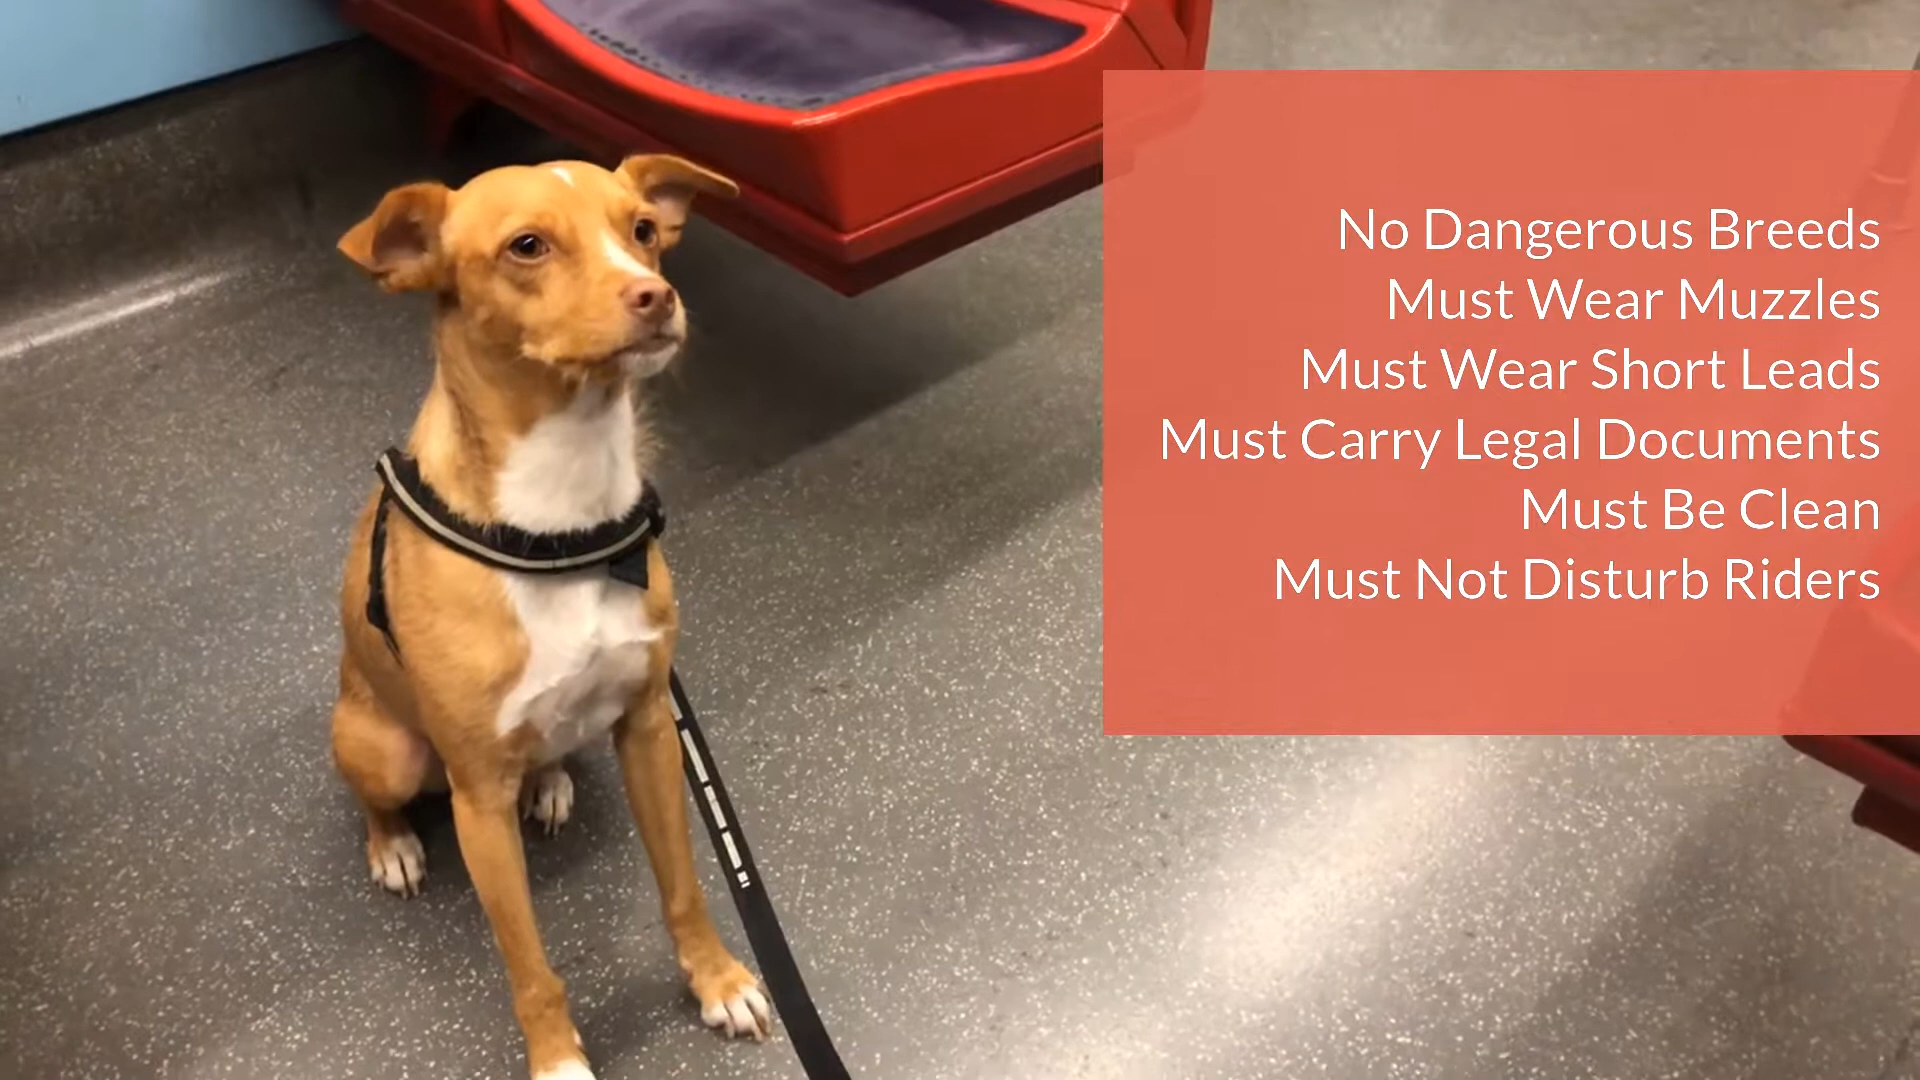 No Dangerous Breeds
Must Wear Muzzles
Must Wear Short Leads
Must Carry Legal Documents
Must Be Clean
Must Not Disturb Riders